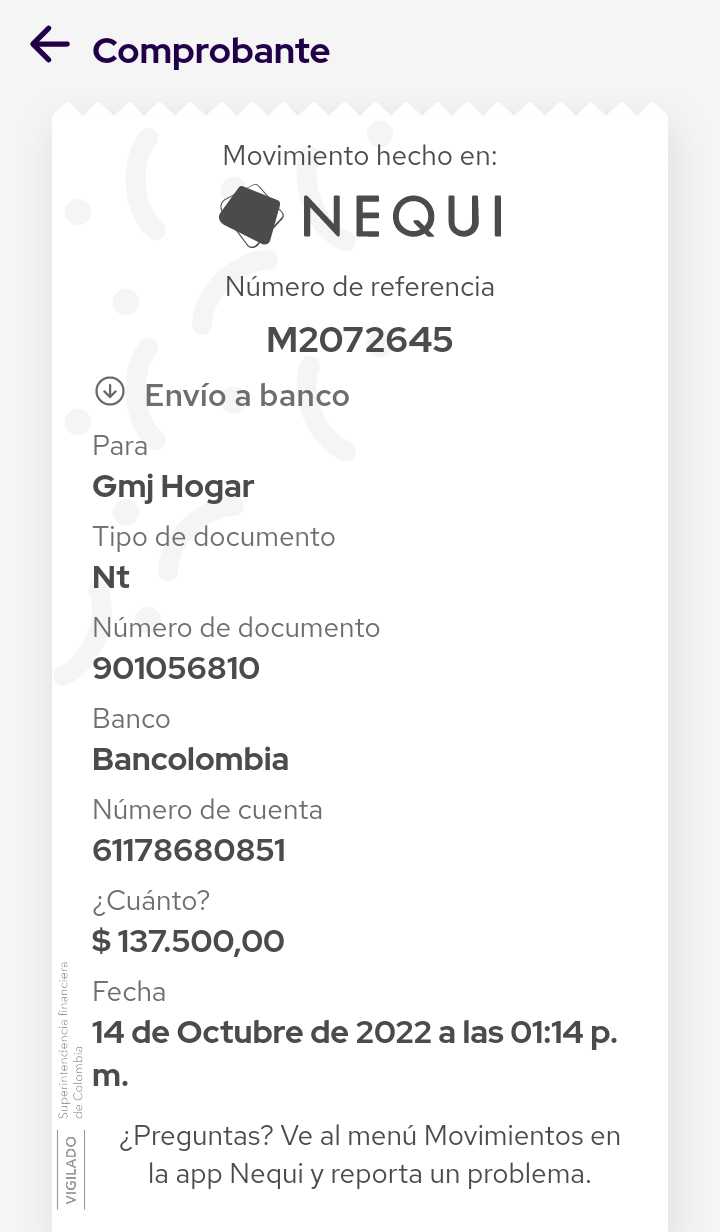 Comprobante
Movimiento hecho en:
NEQUI
Número de referencia
M2072645
Envío a banco
Para
Gmj Hogar
Tipo de documento
Nt
Número de documento
901056810
Banco
Bancolombia
Número de cuenta
61178680851
¿Cuánto?
$ 137.500,00
Fecha
14 de Octubre de 2022 a las 01:14 p.
m.
¿Preguntas? Ve al menú Movimientos en
la app Nequi y reporta un problema.
VIGILADO
Superintendencia financiera
de Colombia